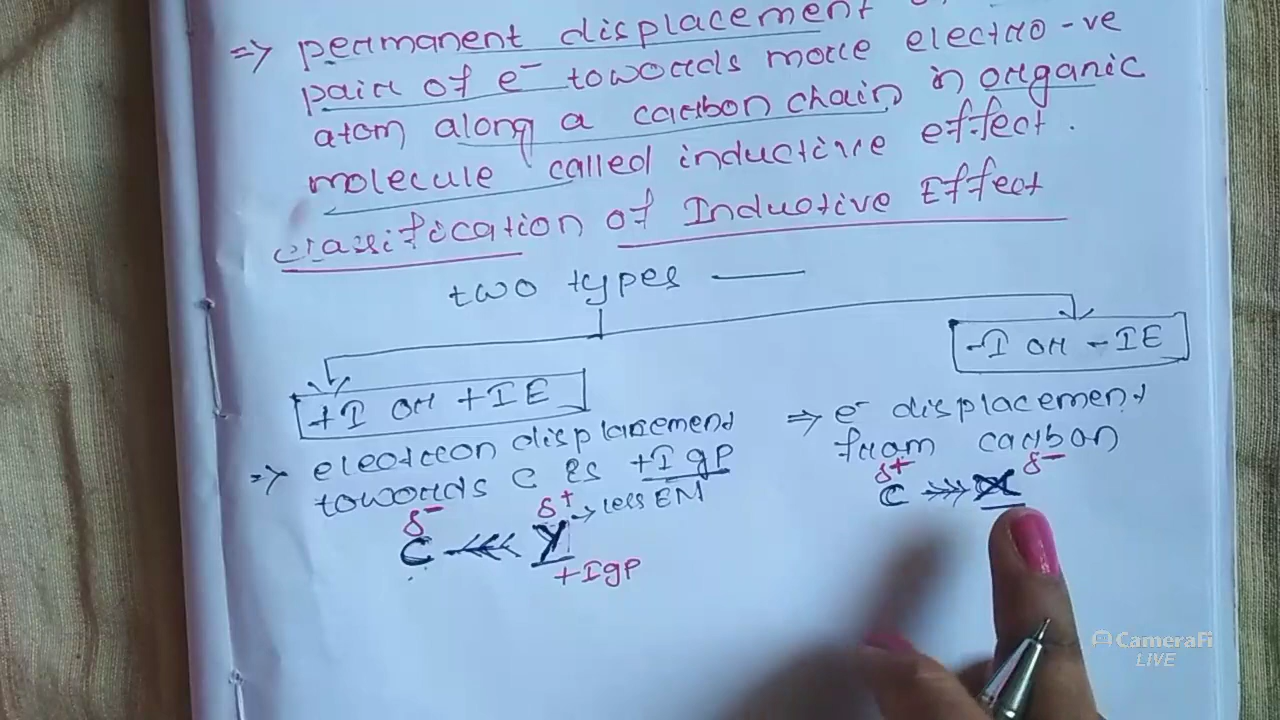 ⇒ permanent displacement
pair of e⁻ towards more electro -ve
atom along a carbon chain in organic
molecule called inductive effect.
classification of Inductive Effect
two types —
+I or +IE
-I or -IE
⇒ electron displacement
towards C is +I gp
δ⁻ δ⁺ → less EN
C ⋘ Y
+I gp
⇒ e⁻ displacement
from carbon
δ⁺ δ⁻
C ⋙ X
CameraFi
LIVE